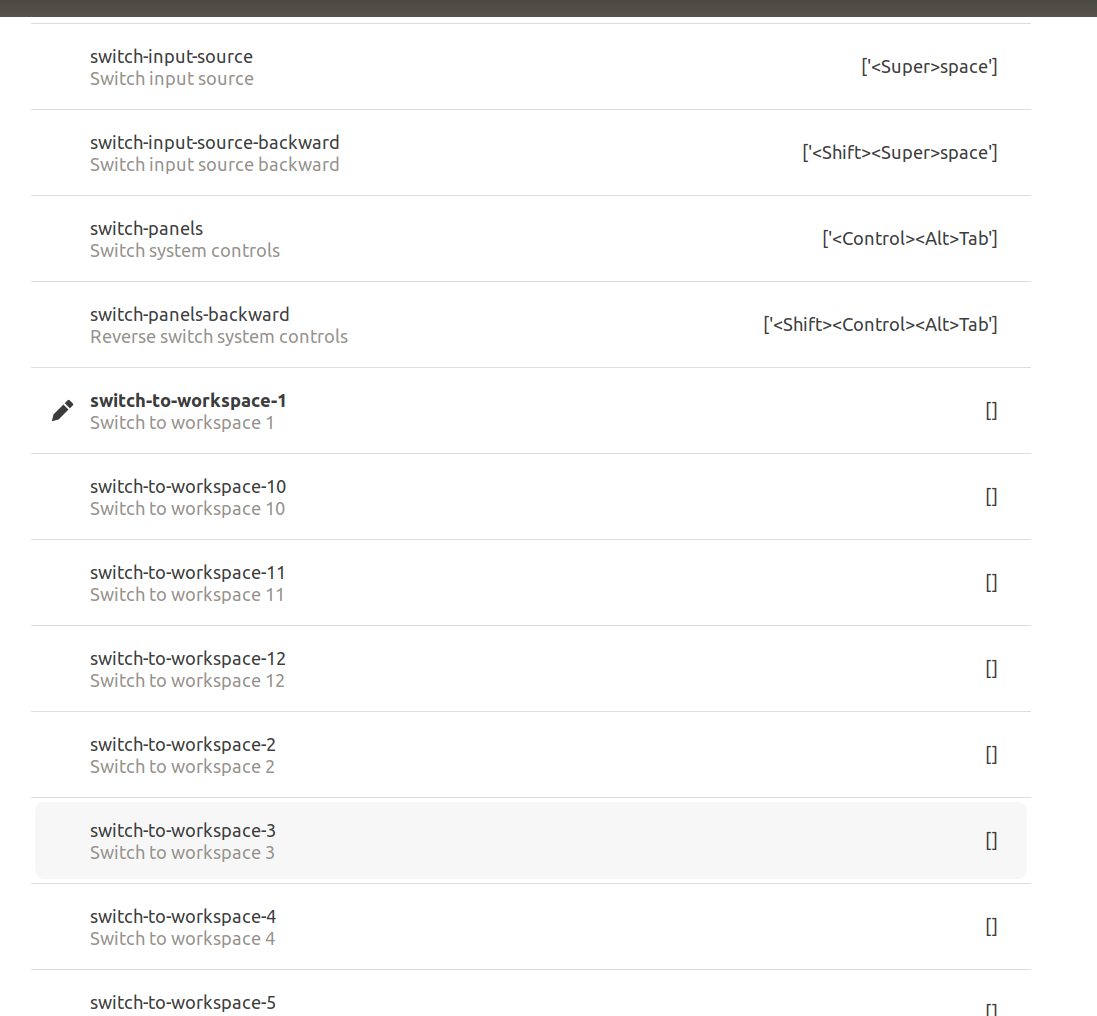 switch-input-source
Switch input source
['<Super>space']
switch-input-source-backward
Switch input source backward
['<Shift><Super>space']
switch-panels
Switch system controls
['<Control><Alt>Tab']
switch-panels-backward
Reverse switch system controls
['<Shift><Control><Alt>Tab']
switch-to-workspace-1
Switch to workspace 1
[]
switch-to-workspace-10
Switch to workspace 10
[]
switch-to-workspace-11
Switch to workspace 11
[]
switch-to-workspace-12
Switch to workspace 12
[]
switch-to-workspace-2
Switch to workspace 2
[]
switch-to-workspace-3
Switch to workspace 3
[]
switch-to-workspace-4
Switch to workspace 4
[]
switch-to-workspace-5
[]